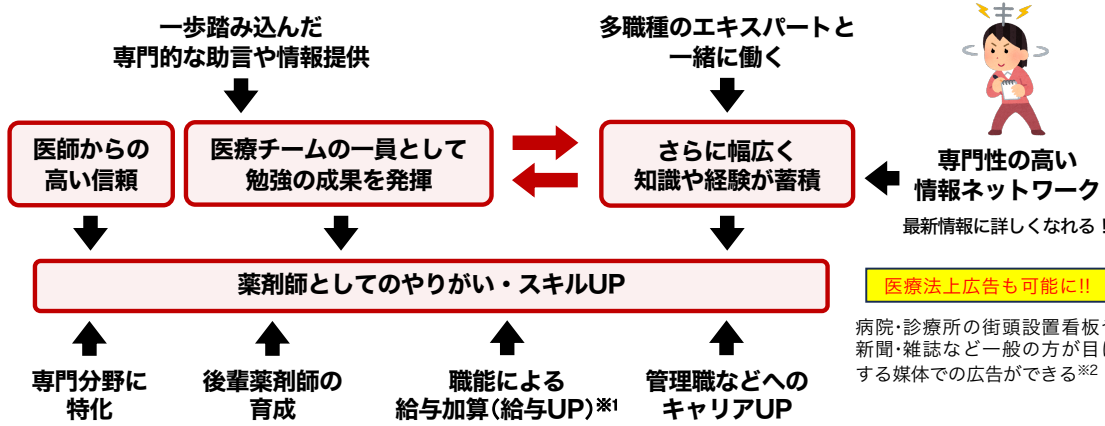 一歩踏み込んだ
専門的な助言や情報提供
多職種のエキスパートと
一緒に働く
医師からの
高い信頼
医療チームの一員として
勉強の成果を発揮
さらに幅広く
知識や経験が蓄積
専門性の高い
情報ネットワーク
最新情報に詳しくなれる！
薬剤師としてのやりがい・スキルUP
医療法上広告も可能に!!
病院・診療所の街頭設置看板や
新聞・雑誌など一般の方が目に
する媒体での広告ができる※2
専門分野に
特化
後輩薬剤師の
育成
職能による
給与加算(給与UP)※1
管理職などへの
キャリアUP